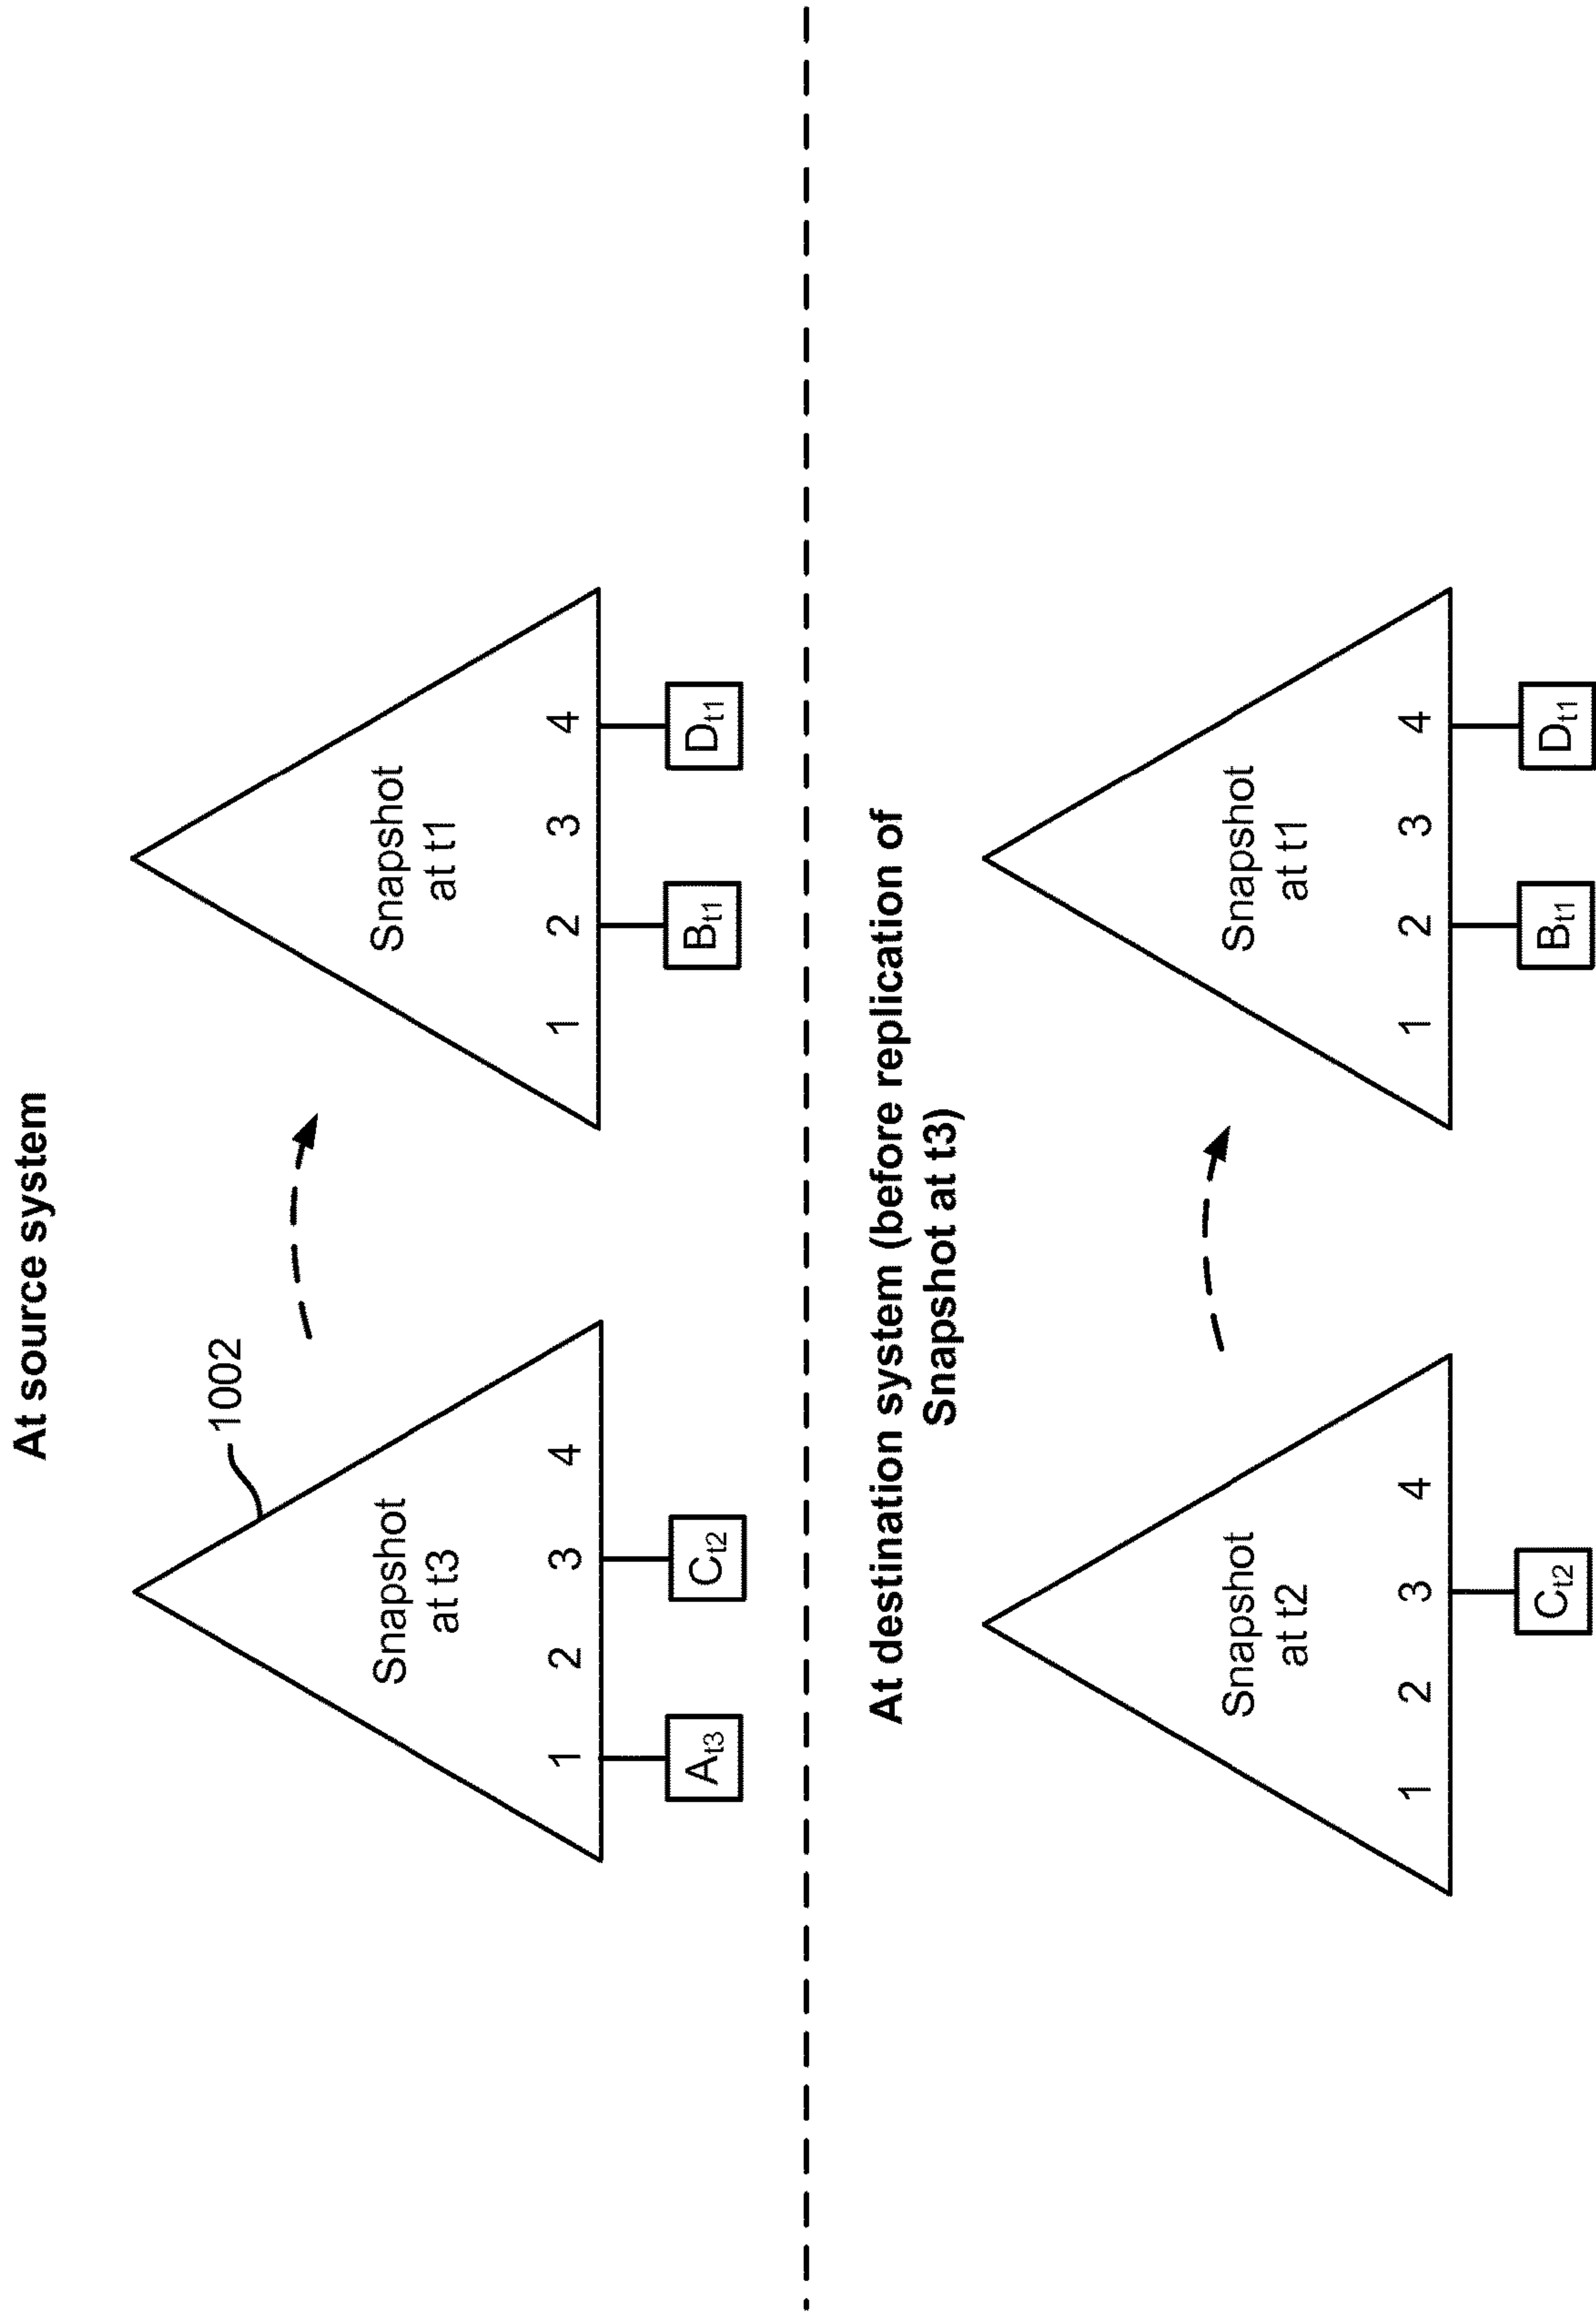 At source system
1002
Snapshot
at t3
1 2 3 4
At3
Ct2
Snapshot
at t1
1 2 3 4
Bt1
Dt1
At destination system (before replication of
Snapshot at t3)
Snapshot
at t2
1 2 3 4
Ct2
Snapshot
at t1
1 2 3 4
Bt1
Dt1